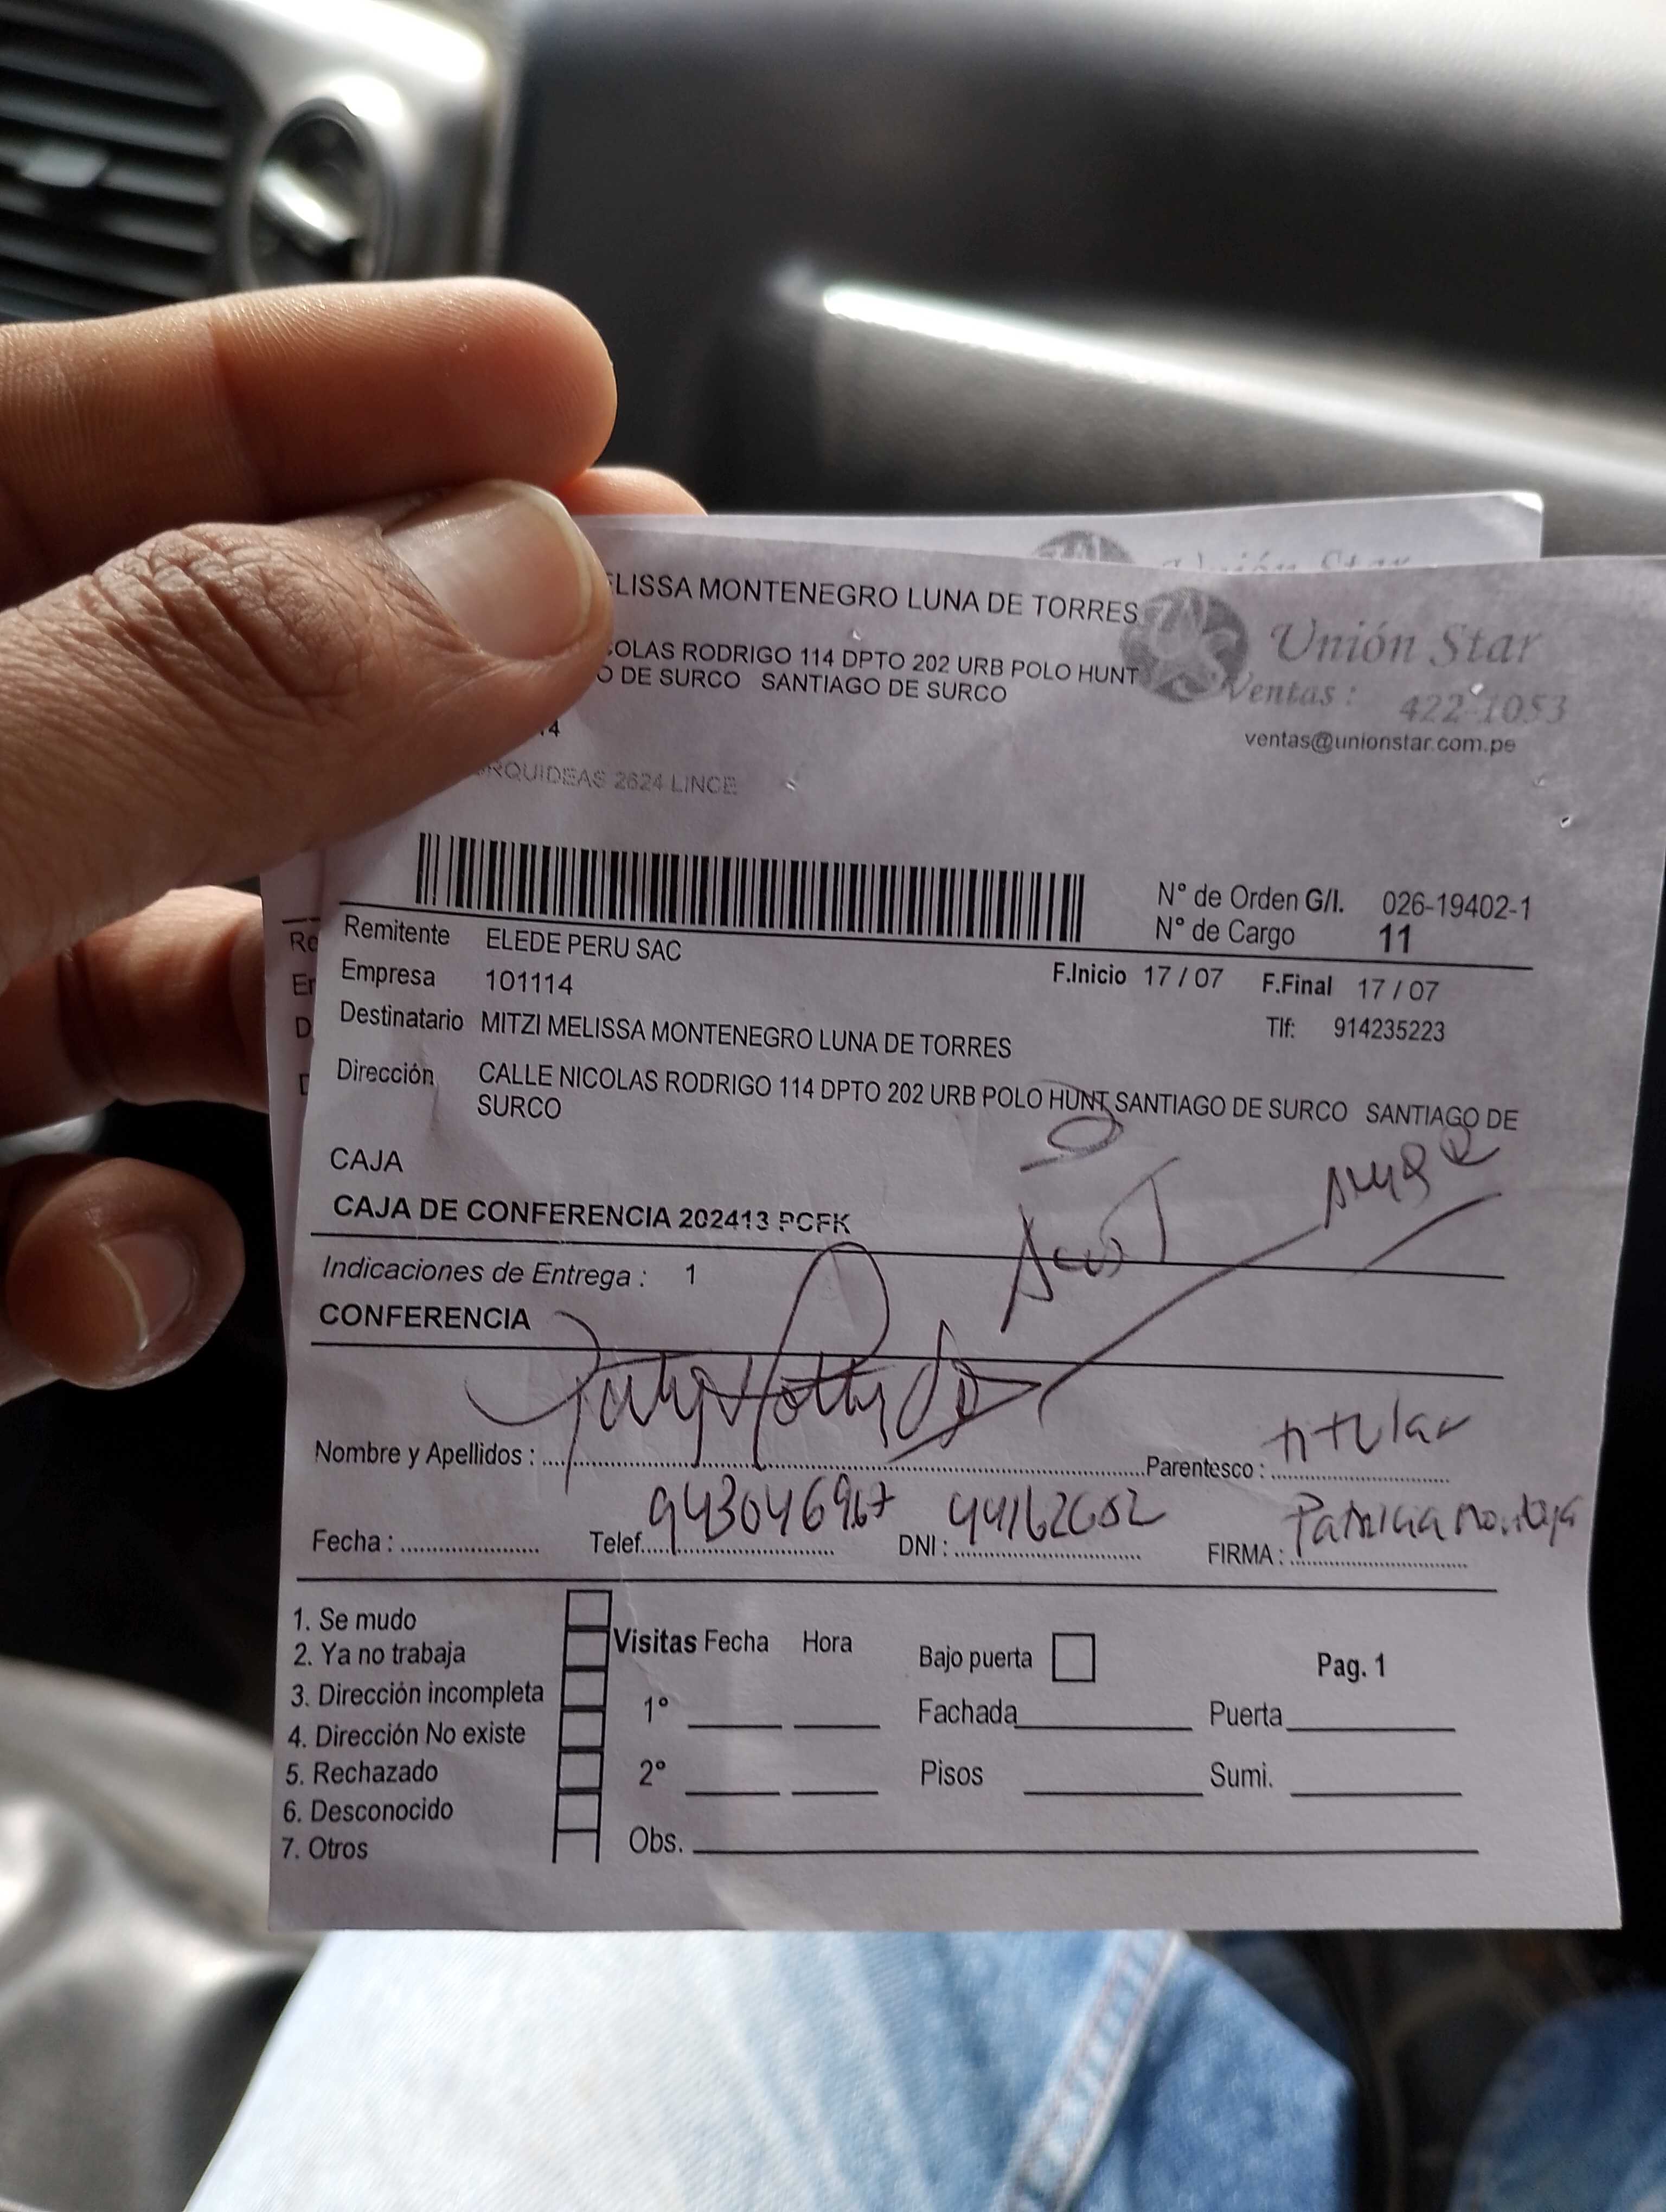 LISSA MONTENEGRO LUNA DE TORRES
Unión Star
OLAS RODRIGO 114 DPTO 202 URB POLO HUNT
O DE SURCO SANTIAGO DE SURCO
Ventas : 422-1053
ventas@unionstar.com.pe
14
RQUIDEAS 2624 LINCE
N° de Orden G/I. 026-19402-1
N° de Cargo 11
Remitente ELEDE PERU SAC
Empresa 101114
F.Inicio 17 / 07 F.Final 17 / 07
Destinatario MITZI MELISSA MONTENEGRO LUNA DE TORRES
Tlf: 914235223
Dirección CALLE NICOLAS RODRIGO 114 DPTO 202 URB POLO HUNT SANTIAGO DE SURCO SANTIAGO DE
SURCO
CAJA
CAJA DE CONFERENCIA 202413 PCFK
Indicaciones de Entrega : 1
CONFERENCIA
Nombre y Apellidos : Parentesco : titular
Fecha : Telef. DNI : FIRMA : Patricia
1. Se mudo
2. Ya no trabaja
3. Dirección incompleta
4. Dirección No existe
5. Rechazado
6. Desconocido
7. Otros
Visitas Fecha Hora
1°
2°
Obs.
Bajo puerta
Fachada
Pisos
Pag. 1
Puerta
Sumi.